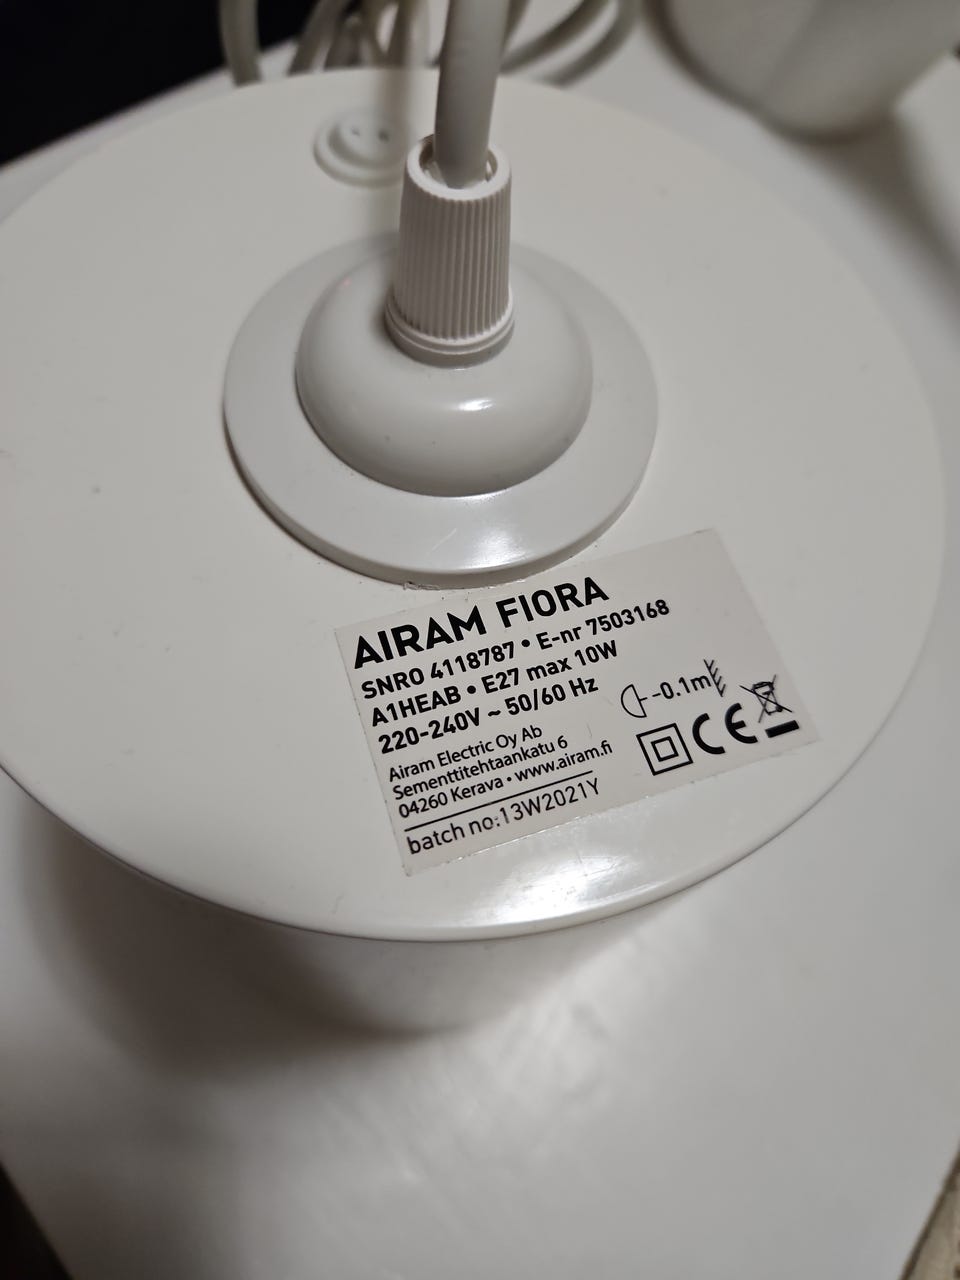 AIRAM FIORA
SNRO 4118787 • E-nr 7503168
A1HEAB • E27 max 10W
220-240V ~ 50/60 Hz
Airam Electric Oy Ab
Sementtitehtaankatu 6
04260 Kerava • www.airam.fi
batch no:13W2021Y
-0.1m
CE